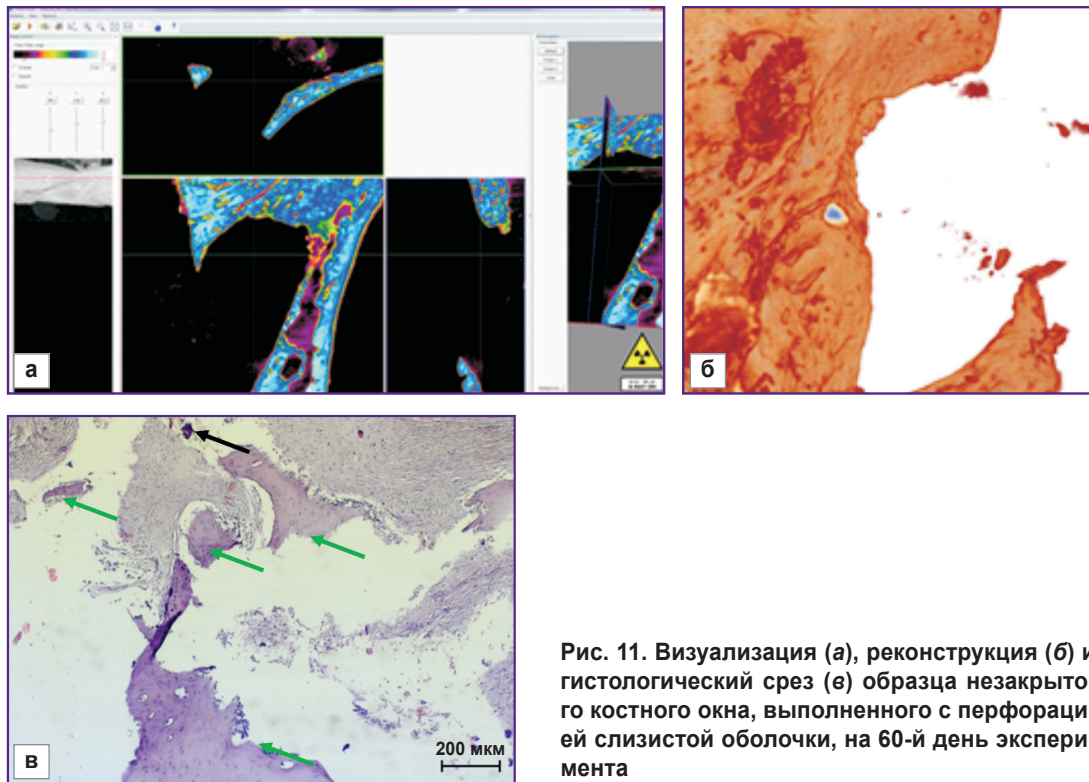 а
б
в
200 мкм
Рис. 11. Визуализация (а), реконструкция (б) и
гистологический срез (в) образца незакрыто-
го костного окна, выполненного с перфораци-
ей слизистой оболочки, на 60-й день экспери-
мента